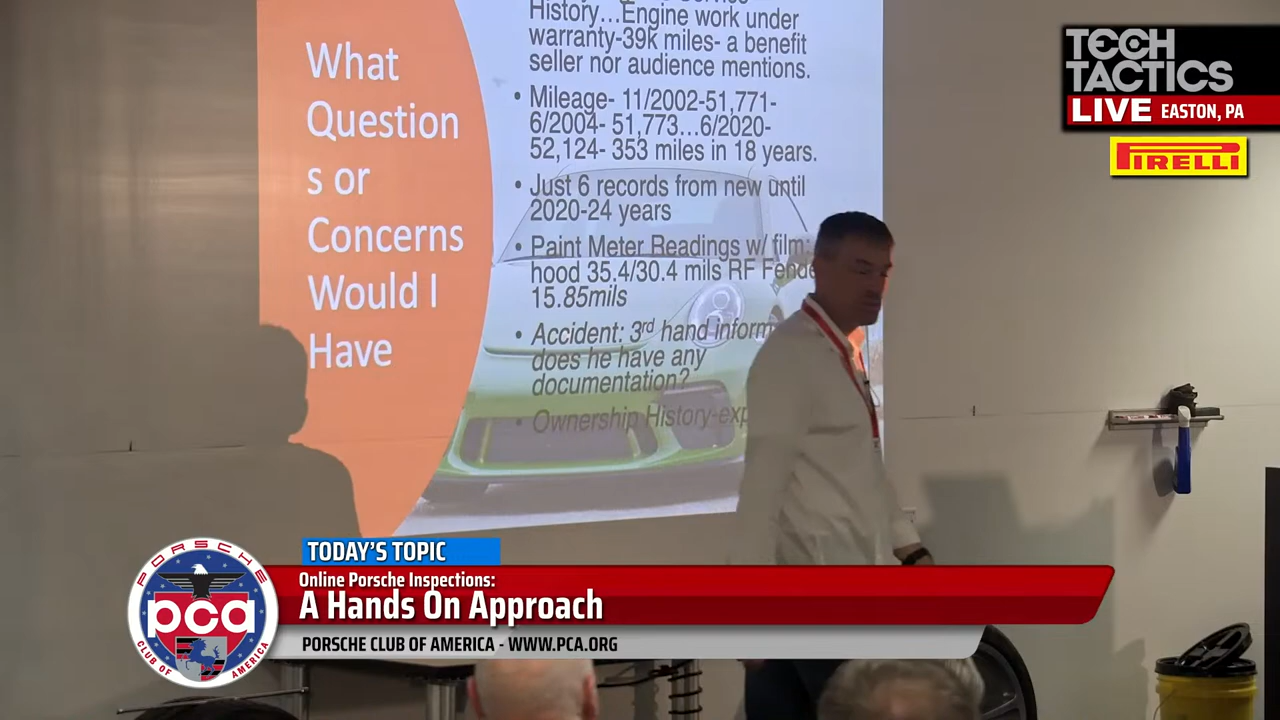 What
Question
s or
Concerns
Would I
Have
History…Engine work under
warranty-39k miles- a benefit
seller nor audience mentions.
• Mileage- 11/2002-51,771-
6/2004- 51,773…6/2020-
52,124- 353 miles in 18 years.
• Just 6 records from new until
2020-24 years
• Paint Meter Readings w/ film:
hood 35.4/30.4 mils RF Fende
15.85mils
• Accident: 3rd hand inform
does he have any
documentation?
• Ownership History-exp
TECH
TACTICS
LIVE EASTON, PA
PIRELLI
TODAY'S TOPIC
Online Porsche Inspections:
A Hands On Approach
PORSCHE CLUB OF AMERICA - WWW.PCA.ORG
PORSCHE
pca
CLUB OF AMERICA